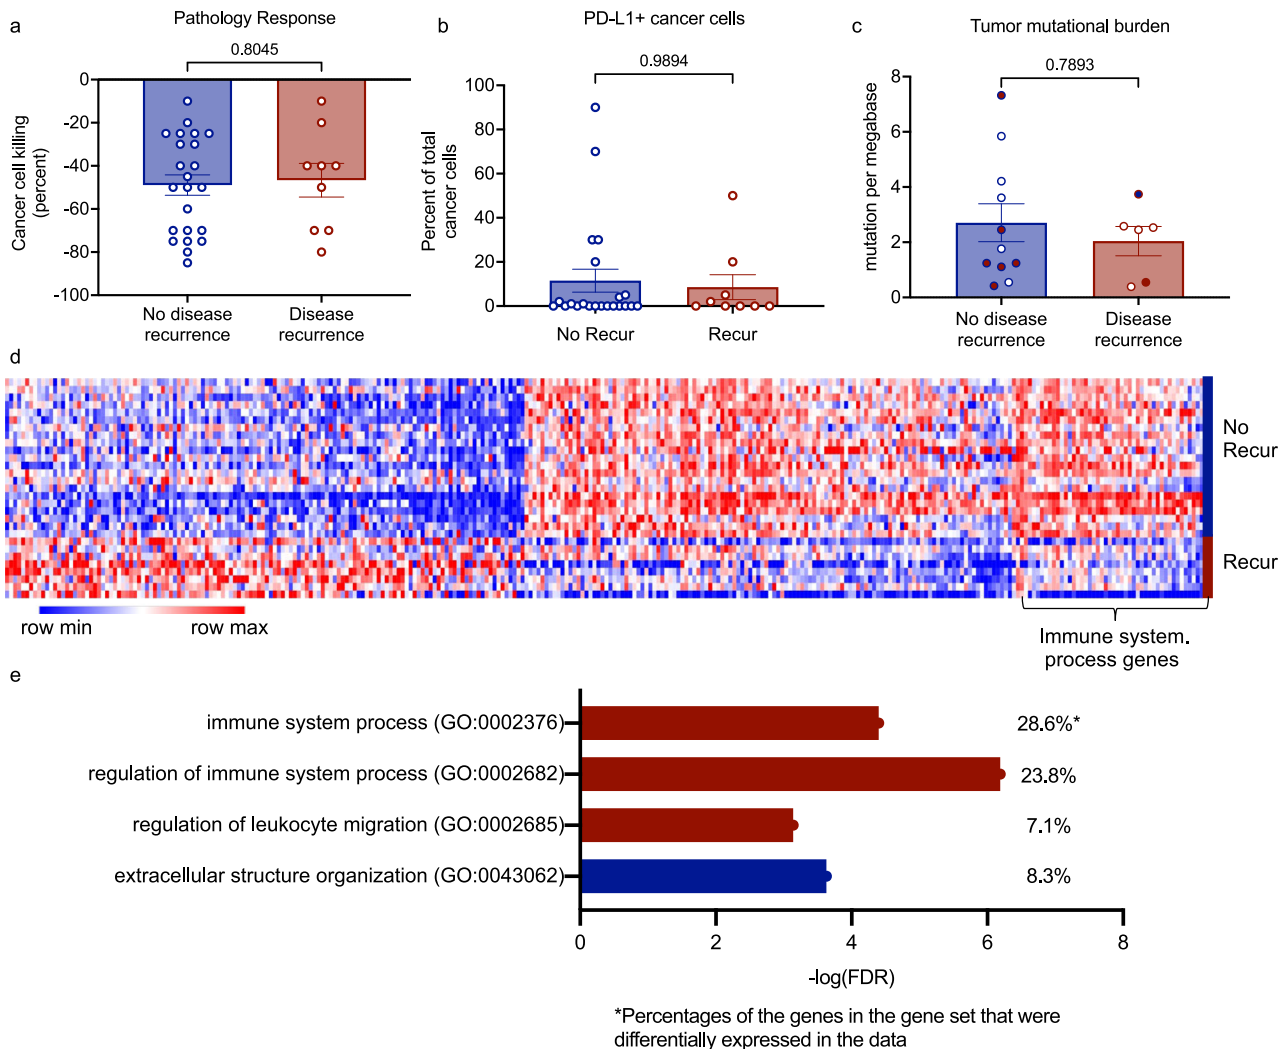 a
Pathology Response
0.8045
0
-20
-40
-60
-80
-100
Cancer cell killing
(percent)
No disease
recurrence
Disease
recurrence
b
PD-L1+ cancer cells
0.9894
100
80
60
40
20
0
Percent of total
cancer cells
No Recur
Recur
c
Tumor mutational burden
0.7893
8
6
4
2
0
mutation per megabase
No disease
recurrence
Disease
recurrence
d
No
Recur
Recur
row min
row max
Immune system.
process genes
e
immune system process (GO:0002376)
28.6%*
regulation of immune system process (GO:0002682)
23.8%
regulation of leukocyte migration (GO:0002685)
7.1%
extracellular structure organization (GO:0043062)
8.3%
0
2
4
6
8
-log(FDR)
*Percentages of the genes in the gene set that were
differentially expressed in the data